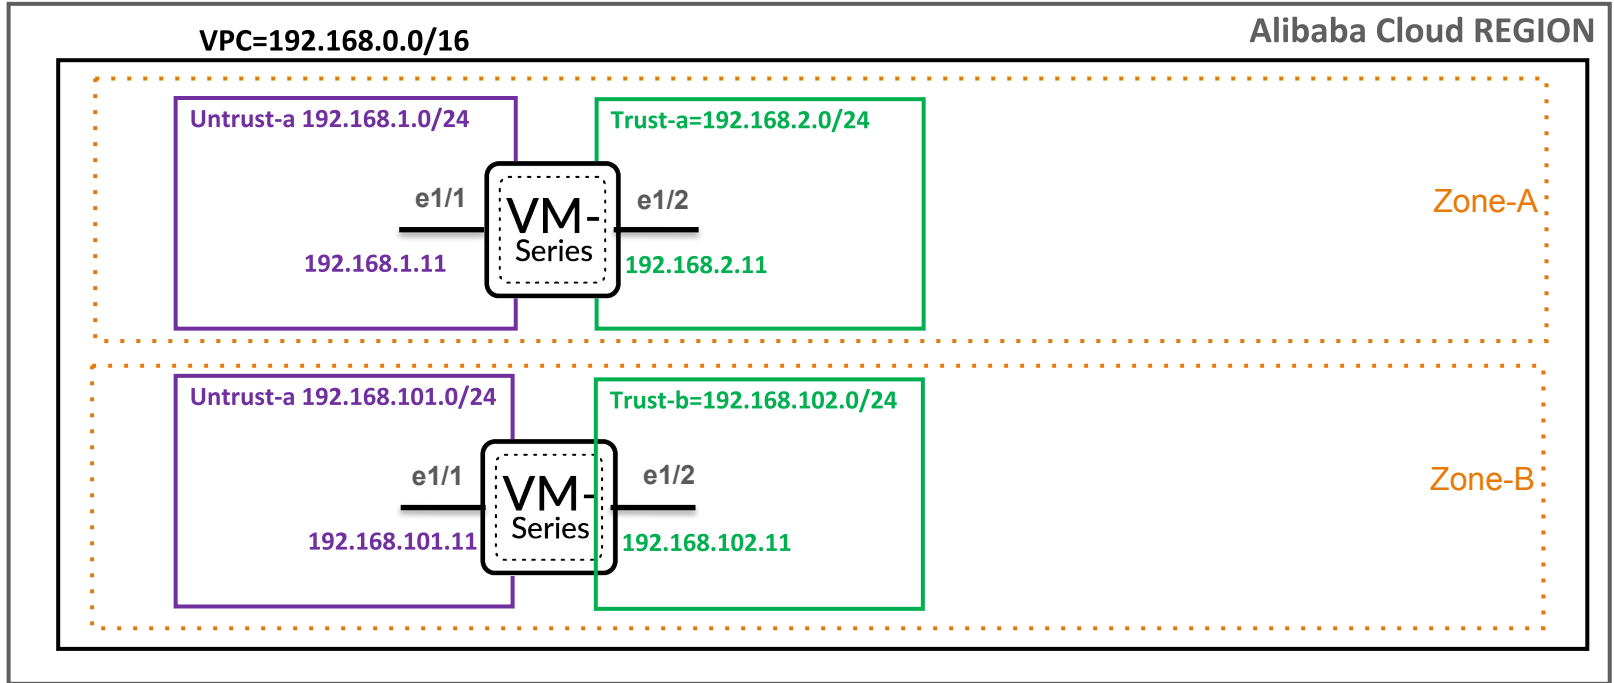 Alibaba Cloud REGION
VPC=192.168.0.0/16
Untrust-a 192.168.1.0/24
Trust-a=192.168.2.0/24
e1/1
VM-
Series
e1/2
Zone-A
192.168.1.11
192.168.2.11
Untrust-a 192.168.101.0/24
Trust-b=192.168.102.0/24
e1/1
VM-
Series
e1/2
Zone-B
192.168.101.11
192.168.102.11